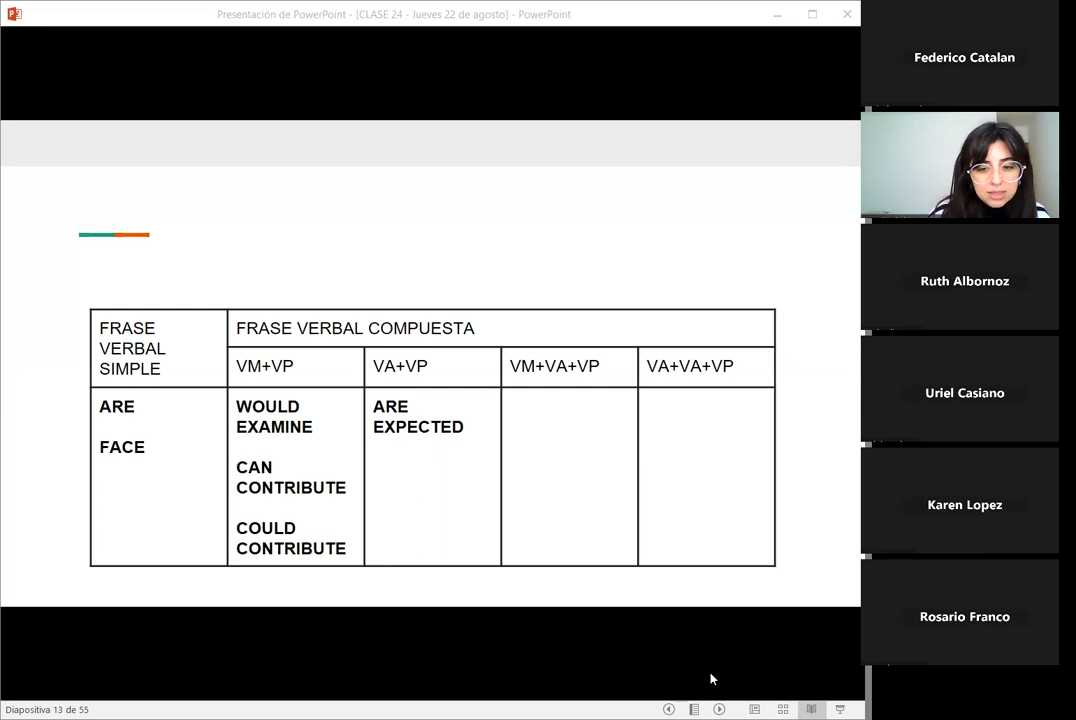 Presentación de PowerPoint - [CLASE 24 - Jueves 22 de agosto] - PowerPoint
Federico Catalan
Ruth Albornoz
Uriel Casiano
Karen Lopez
Rosario Franco
FRASE
VERBAL
SIMPLE
FRASE VERBAL COMPUESTA
VM+VP
VA+VP
VM+VA+VP
VA+VA+VP
ARE
FACE
WOULD
EXAMINE
CAN
CONTRIBUTE
COULD
CONTRIBUTE
ARE
EXPECTED
Diapositiva 13 de 55